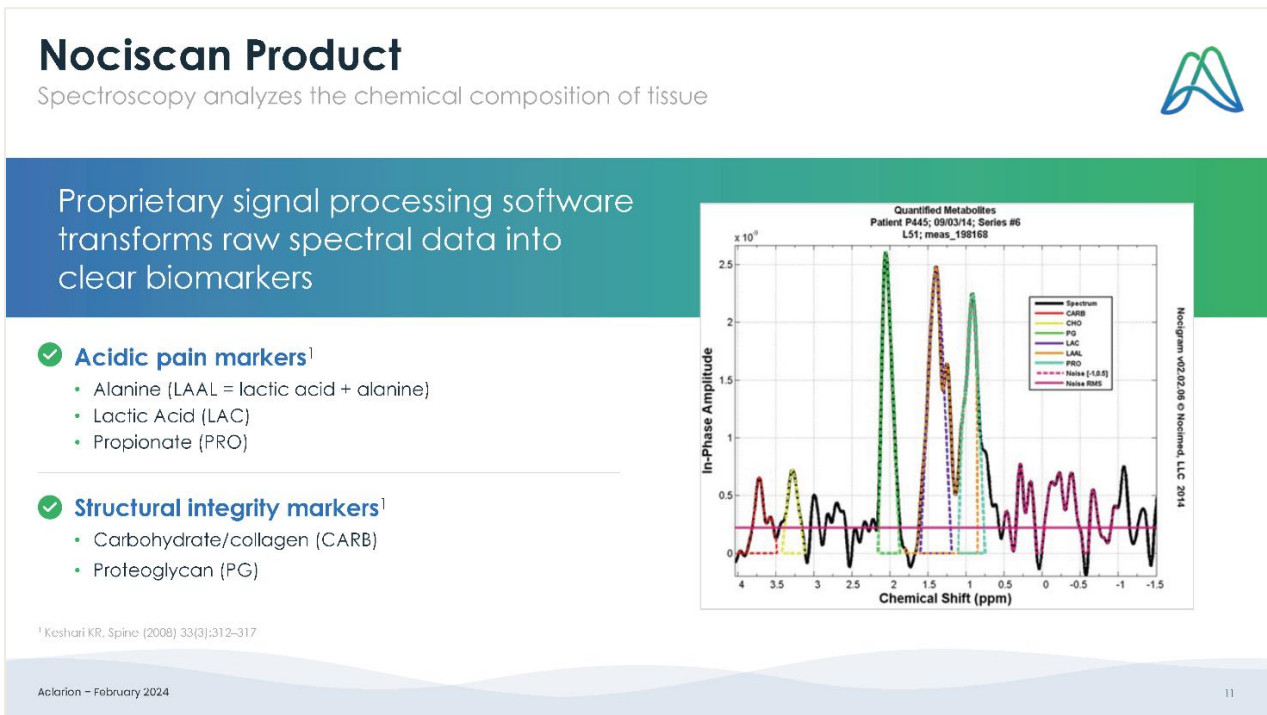 Nociscan Product
Spectroscopy analyzes the chemical composition of tissue
Proprietary signal processing software
transforms raw spectral data into
clear biomarkers
Acidic pain markers¹
• Alanine (LAAL = lactic acid + alanine)
• Lactic Acid (LAC)
• Propionate (PRO)
Structural integrity markers¹
• Carbohydrate/collagen (CARB)
• Proteoglycan (PG)
Quantified Metabolites
Patient P445; 09/03/14; Series #6
L51; meas_198168
x 10⁻⁹
2.5
2
1.5
1
0.5
0
In-Phase Amplitude
Spectrum
CARB
CHO
PG
LAC
LAAL
PRO
Noise [-1,0.5]
Noise RMS
4 3.5 3 2.5 2 1.5 1 0.5 0 -0.5 -1 -1.5
Chemical Shift (ppm)
Nocigram v02.02.06 © Nocimed, LLC 2014
¹ Keshari KR, Spine (2008) 33(3):312–317
Aclarion – February 2024
11